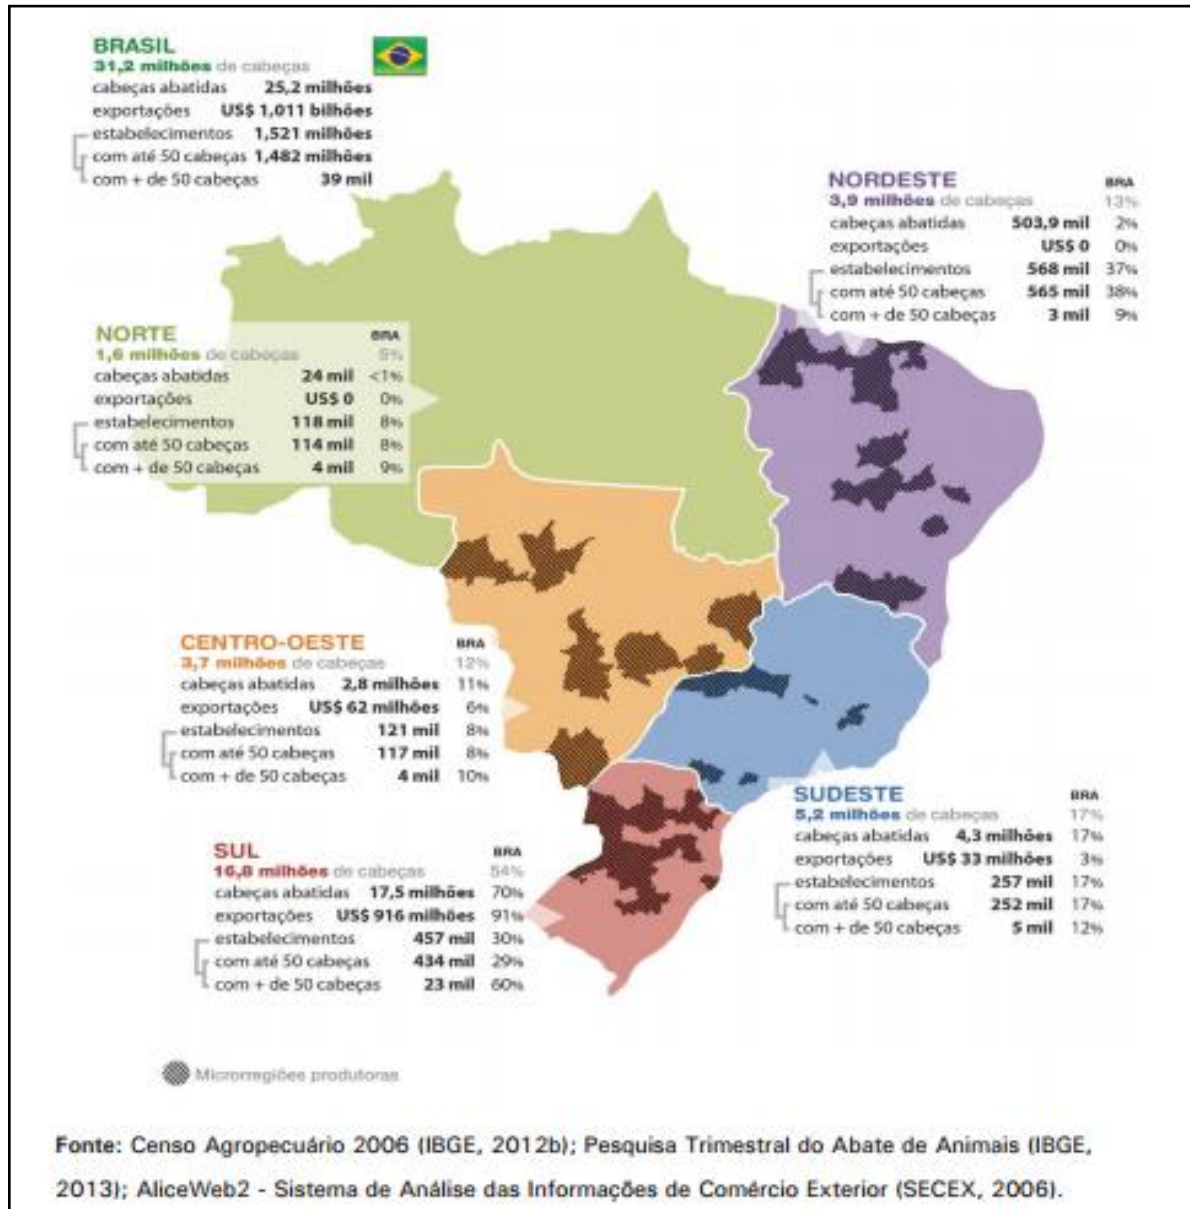 BRASIL
31,2 milhões de cabeças
cabeças abatidas 25,2 milhões
exportações US$ 1,011 bilhões
estabelecimentos 1,521 milhões
com até 50 cabeças 1,482 milhões
com + de 50 cabeças 39 mil
NORDESTE BRA
3,9 milhões de cabeças 13%
cabeças abatidas 503,9 mil 2%
exportações US$ 0 0%
estabelecimentos 568 mil 37%
com até 50 cabeças 565 mil 38%
com + de 50 cabeças 3 mil 9%
NORTE BRA
1,6 milhões de cabeças 5%
cabeças abatidas 24 mil <1%
exportações US$ 0 0%
estabelecimentos 118 mil 8%
com até 50 cabeças 114 mil 8%
com + de 50 cabeças 4 mil 9%
CENTRO-OESTE BRA
3,7 milhões de cabeças 12%
cabeças abatidas 2,8 milhões 11%
exportações US$ 62 milhões 6%
estabelecimentos 121 mil 8%
com até 50 cabeças 117 mil 8%
com + de 50 cabeças 4 mil 10%
SUDESTE BRA
5,2 milhões de cabeças 17%
cabeças abatidas 4,3 milhões 17%
exportações US$ 33 milhões 3%
estabelecimentos 257 mil 17%
com até 50 cabeças 252 mil 17%
com + de 50 cabeças 5 mil 12%
SUL BRA
16,8 milhões de cabeças 54%
cabeças abatidas 17,5 milhões 70%
exportações US$ 916 milhões 91%
estabelecimentos 457 mil 30%
com até 50 cabeças 434 mil 29%
com + de 50 cabeças 23 mil 60%
Microrregiões produtoras
Fonte: Censo Agropecuário 2006 (IBGE, 2012b); Pesquisa Trimestral do Abate de Animais (IBGE,
2013); AliceWeb2 - Sistema de Análise das Informações de Comércio Exterior (SECEX, 2006).